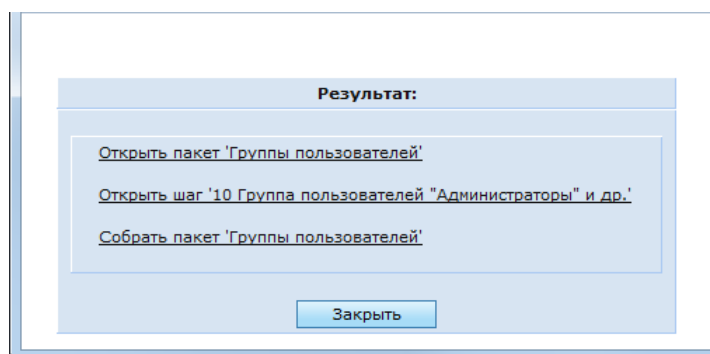 Результат:
Открыть пакет 'Группы пользователей'
Открыть шаг '10 Группа пользователей "Администраторы" и др.'
Собрать пакет 'Группы пользователей'
Закрыть